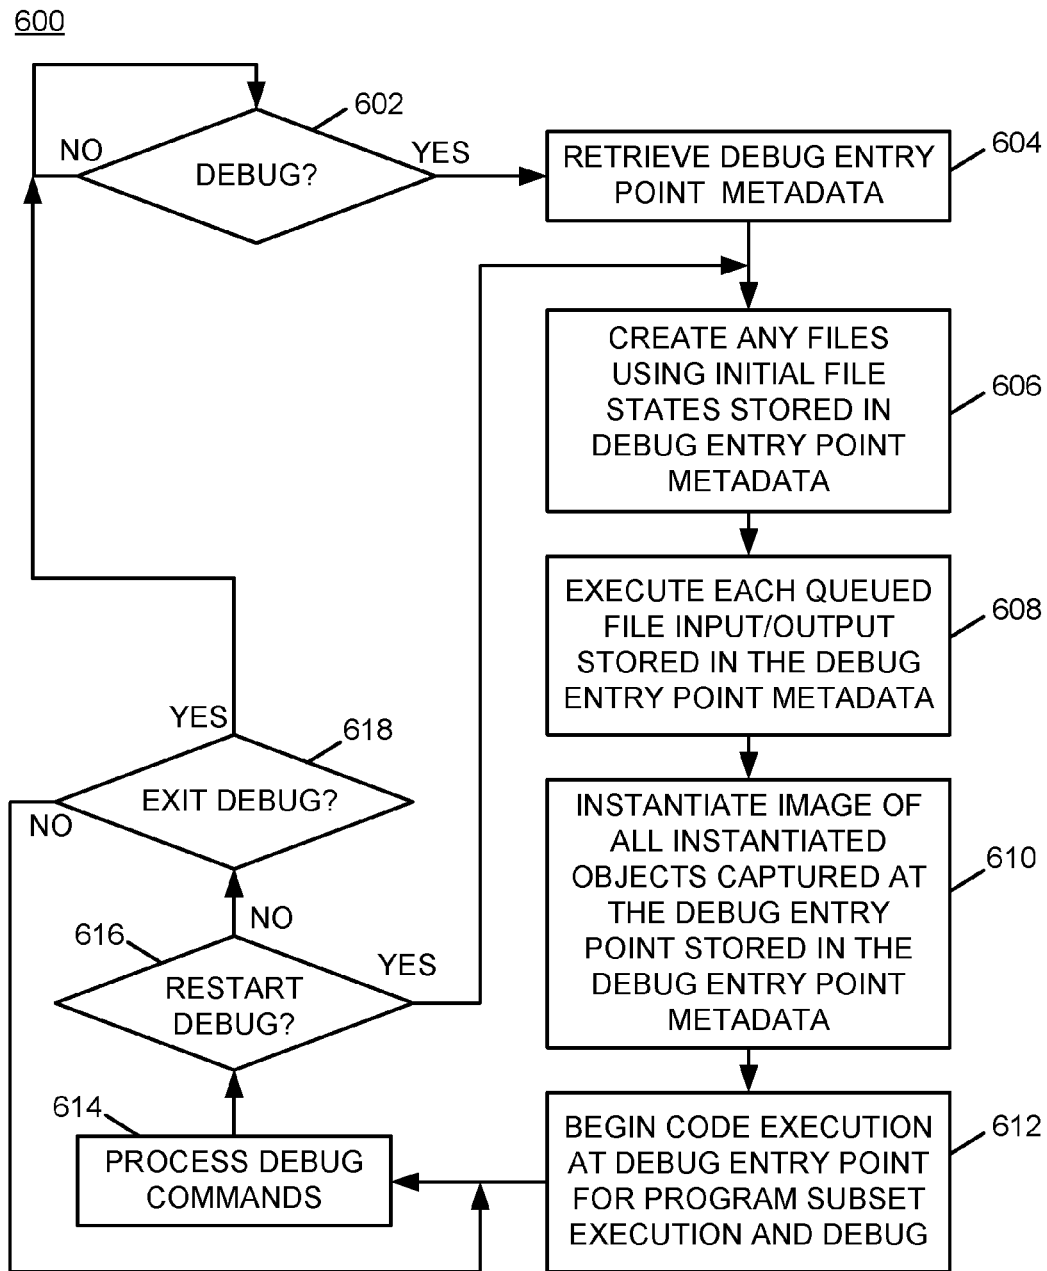 600
602
NO
YES
DEBUG?
604
RETRIEVE DEBUG ENTRY
POINT METADATA
606
CREATE ANY FILES
USING INITIAL FILE
STATES STORED IN
DEBUG ENTRY POINT
METADATA
608
EXECUTE EACH QUEUED
FILE INPUT/OUTPUT
STORED IN THE DEBUG
ENTRY POINT METADATA
610
INSTANTIATE IMAGE OF
ALL INSTANTIATED
OBJECTS CAPTURED AT
THE DEBUG ENTRY
POINT STORED IN THE
DEBUG ENTRY POINT
METADATA
612
BEGIN CODE EXECUTION
AT DEBUG ENTRY POINT
FOR PROGRAM SUBSET
EXECUTION AND DEBUG
614
PROCESS DEBUG
COMMANDS
616
NO
YES
RESTART
DEBUG?
618
YES
NO
EXIT DEBUG?